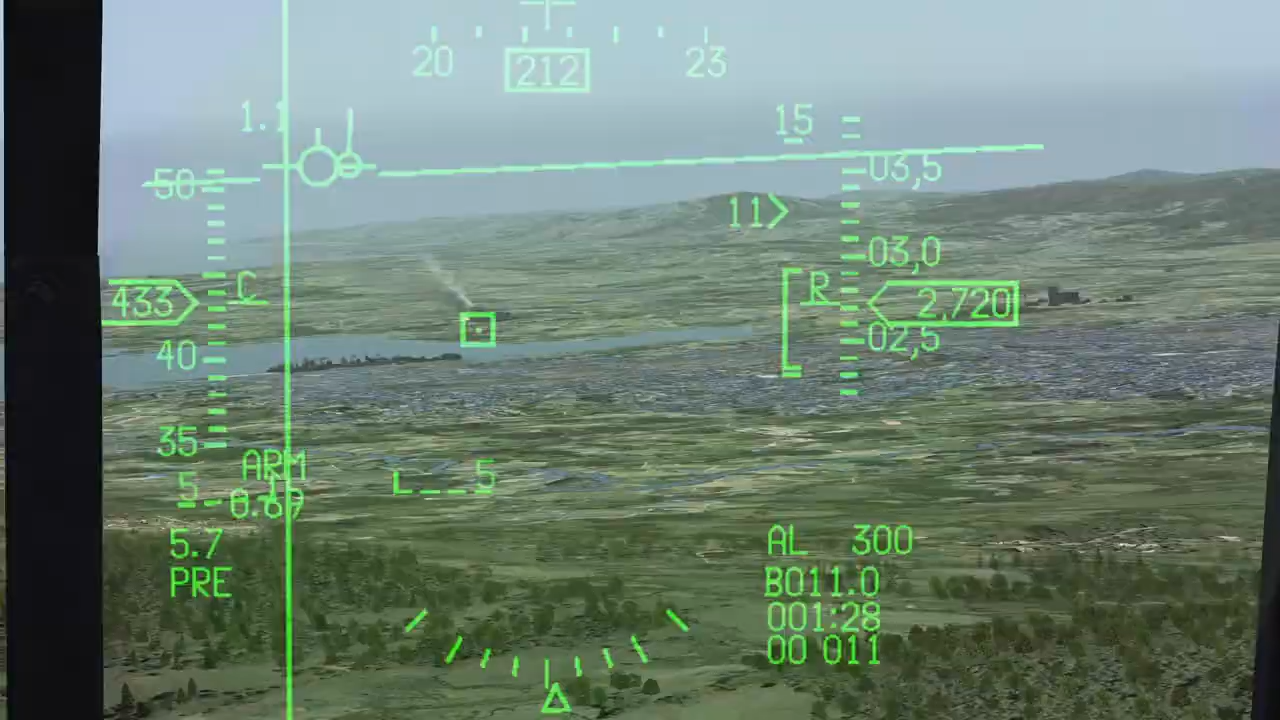 20 212 23
1.1 15
50 03,5
11
03,0
433 C R 2,720
40 02,5
35
ARM
5 5
0.69
5.7
PRE
AL 300
B011.0
001:28
00 011